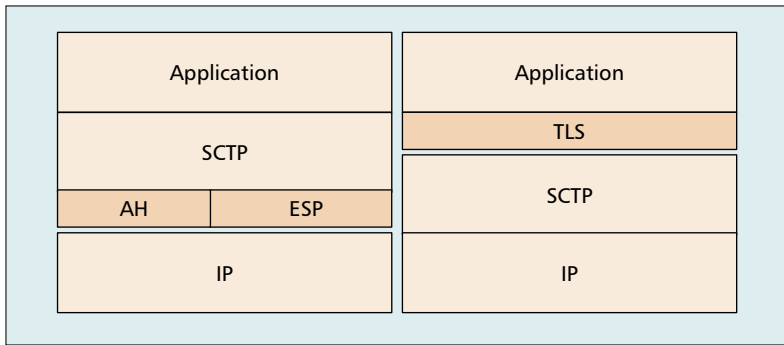 Application
SCTP
AH
ESP
IP
Application
TLS
SCTP
IP